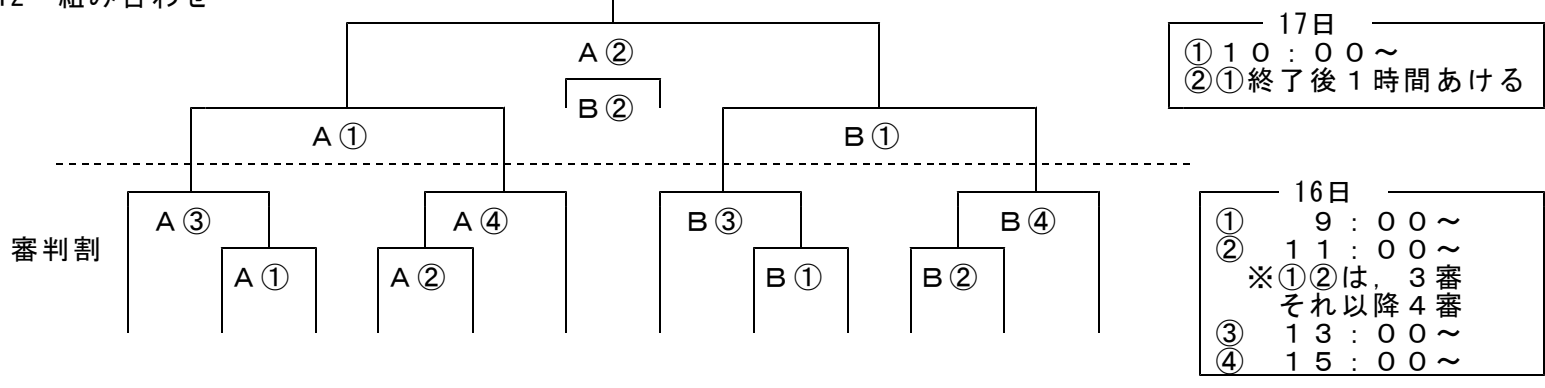 12 組み合わせ
17日
①10:00~
②①終了後1時間あける
A②
B②
A①
B①
16日
① 9:00~
② 11:00~
※①②は,3審
それ以降4審
③ 13:00~
④ 15:00~
A③
A④
B③
B④
審判割
A①
A②
B①
B②